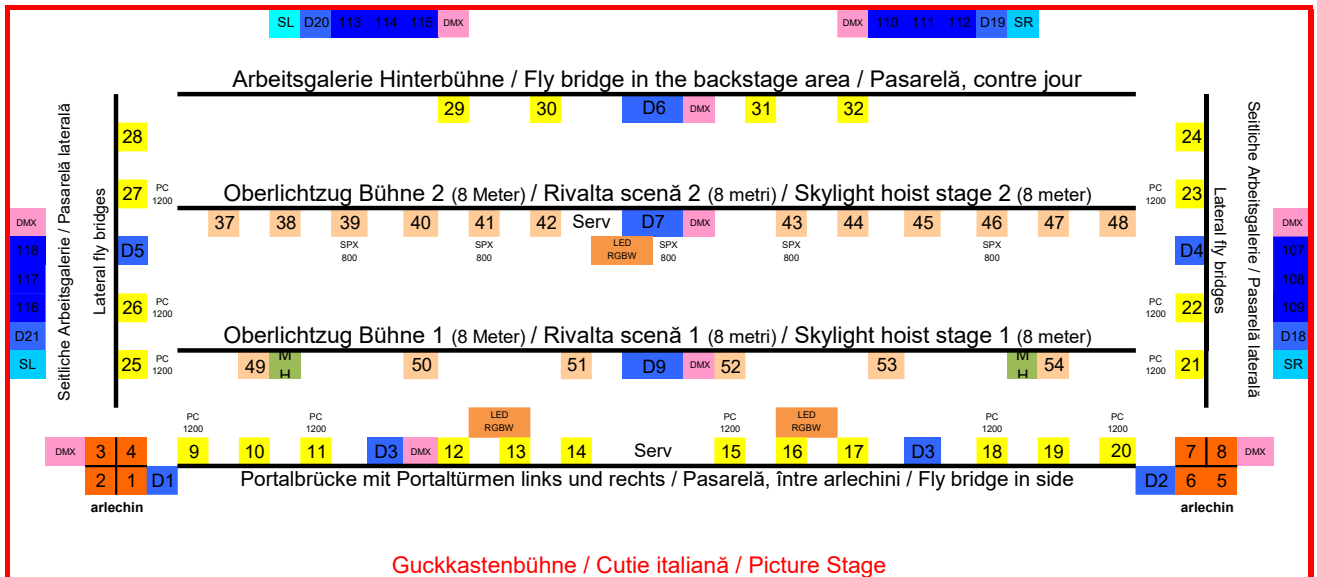 SL D20 113 114 115 DMX DMX 110 111 112 D19 SR
Arbeitsgalerie Hinterbühne / Fly bridge in the backstage area / Pasarelă, contre jour
29 30 D6 DMX 31 32
28 24
27 PC 1200 Oberlichtzug Bühne 2 (8 Meter) / Rivalta scenă 2 (8 metri) / Skylight hoist stage 2 (8 meter) PC 1200 23
DMX 37 38 39 40 41 42 Serv D7 DMX 43 44 45 46 47 48 DMX
118 D5 SPX 800 SPX 800 LED RGBW SPX 800 SPX 800 SPX 800 D4 107
117 108
116 26 PC 1200 PC 1200 22 109
D21 Oberlichtzug Bühne 1 (8 Meter) / Rivalta scenă 1 (8 metri) / Skylight hoist stage 1 (8 meter) D18
SL 25 PC 1200 49 MH 50 51 D9 DMX 52 53 MH 54 PC 1200 21 SR
Seitliche Arbeitsgalerie / Pasarelă laterală
Lateral fly bridges
Lateral fly bridges
Seitliche Arbeitsgalerie / Pasarelă laterală
PC 1200 PC 1200 LED RGBW PC 1200 LED RGBW PC 1200 PC 1200
DMX 3 4 9 10 11 D3 DMX 12 13 14 Serv 15 16 17 D3 18 19 20 7 8 DMX
2 1 D1 Portalbrücke mit Portaltürmen links und rechts / Pasarelă, între arlechini / Fly bridge in side D2 6 5
arlechin arlechin
Guckkastenbühne / Cutie italiană / Picture Stage